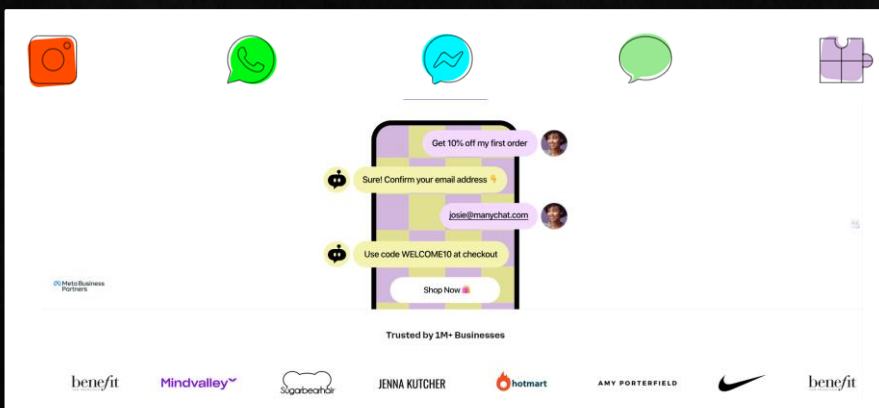 Get 10% off my first order
Sure! Confirm your email address 👇
josie@manychat.com
Use code WELCOME10 at checkout
Shop Now 🛍️
Meta Business
Partners
Trusted by 1M+ Businesses
benefit
Mindvalley
Sugarbearhair
JENNA KUTCHER
hotmart
AMY PORTERFIELD
benefit